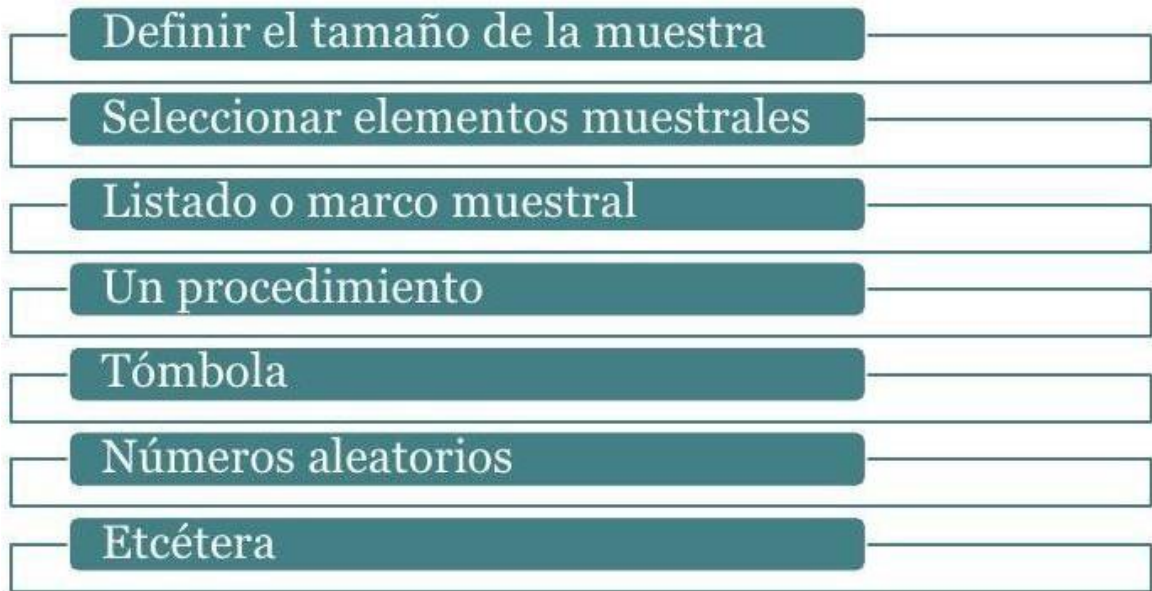 Definir el tamaño de la muestra
Seleccionar elementos muestrales
Listado o marco muestral
Un procedimiento
Tómbola
Números aleatorios
Etcétera